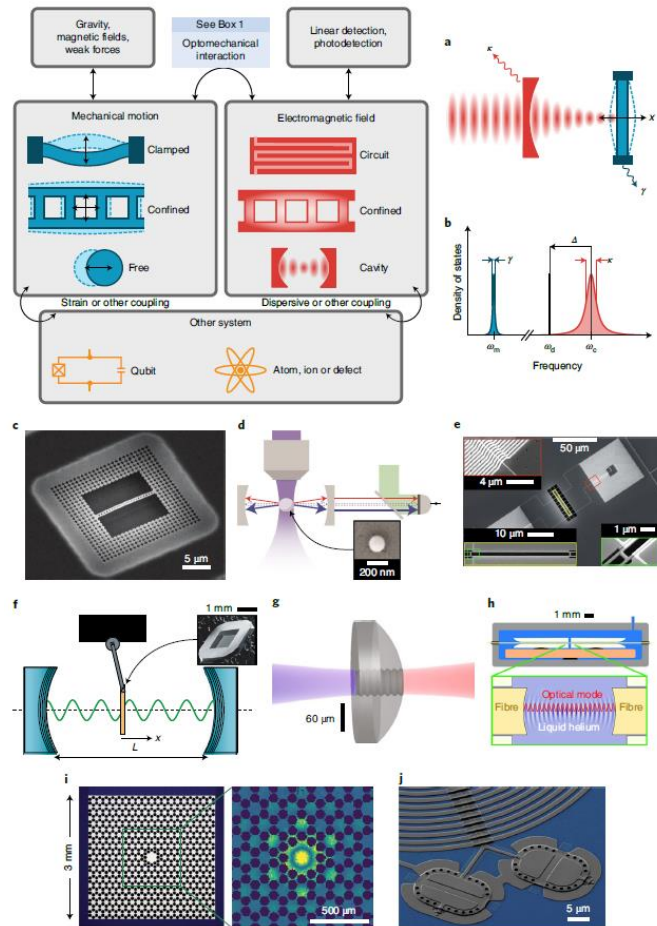 Gravity,
magnetic fields,
weak forces
See Box 1
Optomechanical
interaction
Linear detection,
photodetection
Mechanical motion
Clamped
Confined
Free
Electromagnetic field
Circuit
Confined
Cavity
Strain or other coupling
Dispersive or other coupling
Other system
Qubit
Atom, ion or defect
a
κ
x
γ
b
Density of states
γ
Δ
κ
ωm
ωd
ωc
Frequency
c
5 μm
d
200 nm
e
50 μm
4 μm
10 μm
1 μm
f
1 mm
x
L
g
60 μm
h
1 mm
Optical mode
Fibre
Fibre
Liquid helium
i
3 mm
500 μm
j
5 μm